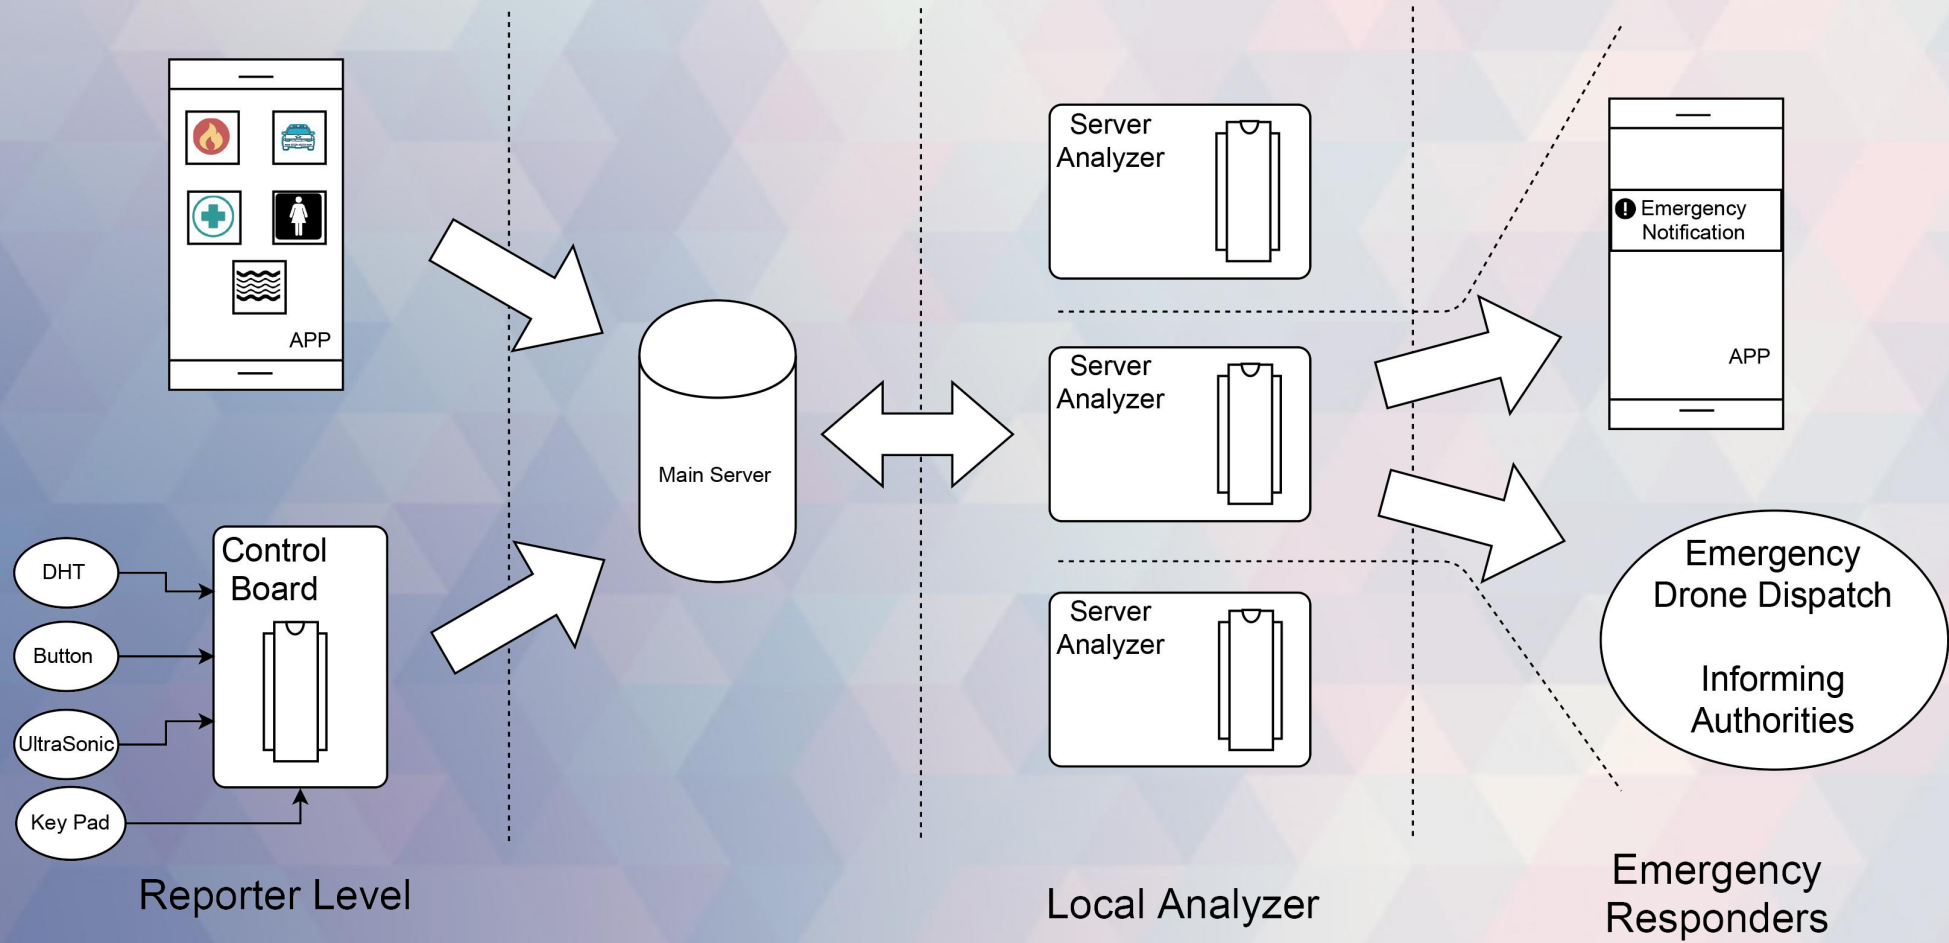 APP
DHT
Button
UltraSonic
Key Pad
Control
Board
Reporter Level
Main Server
Server
Analyzer
Server
Analyzer
Server
Analyzer
Local Analyzer
Emergency
Notification
APP
Emergency
Drone Dispatch
Informing
Authorities
Emergency
Responders